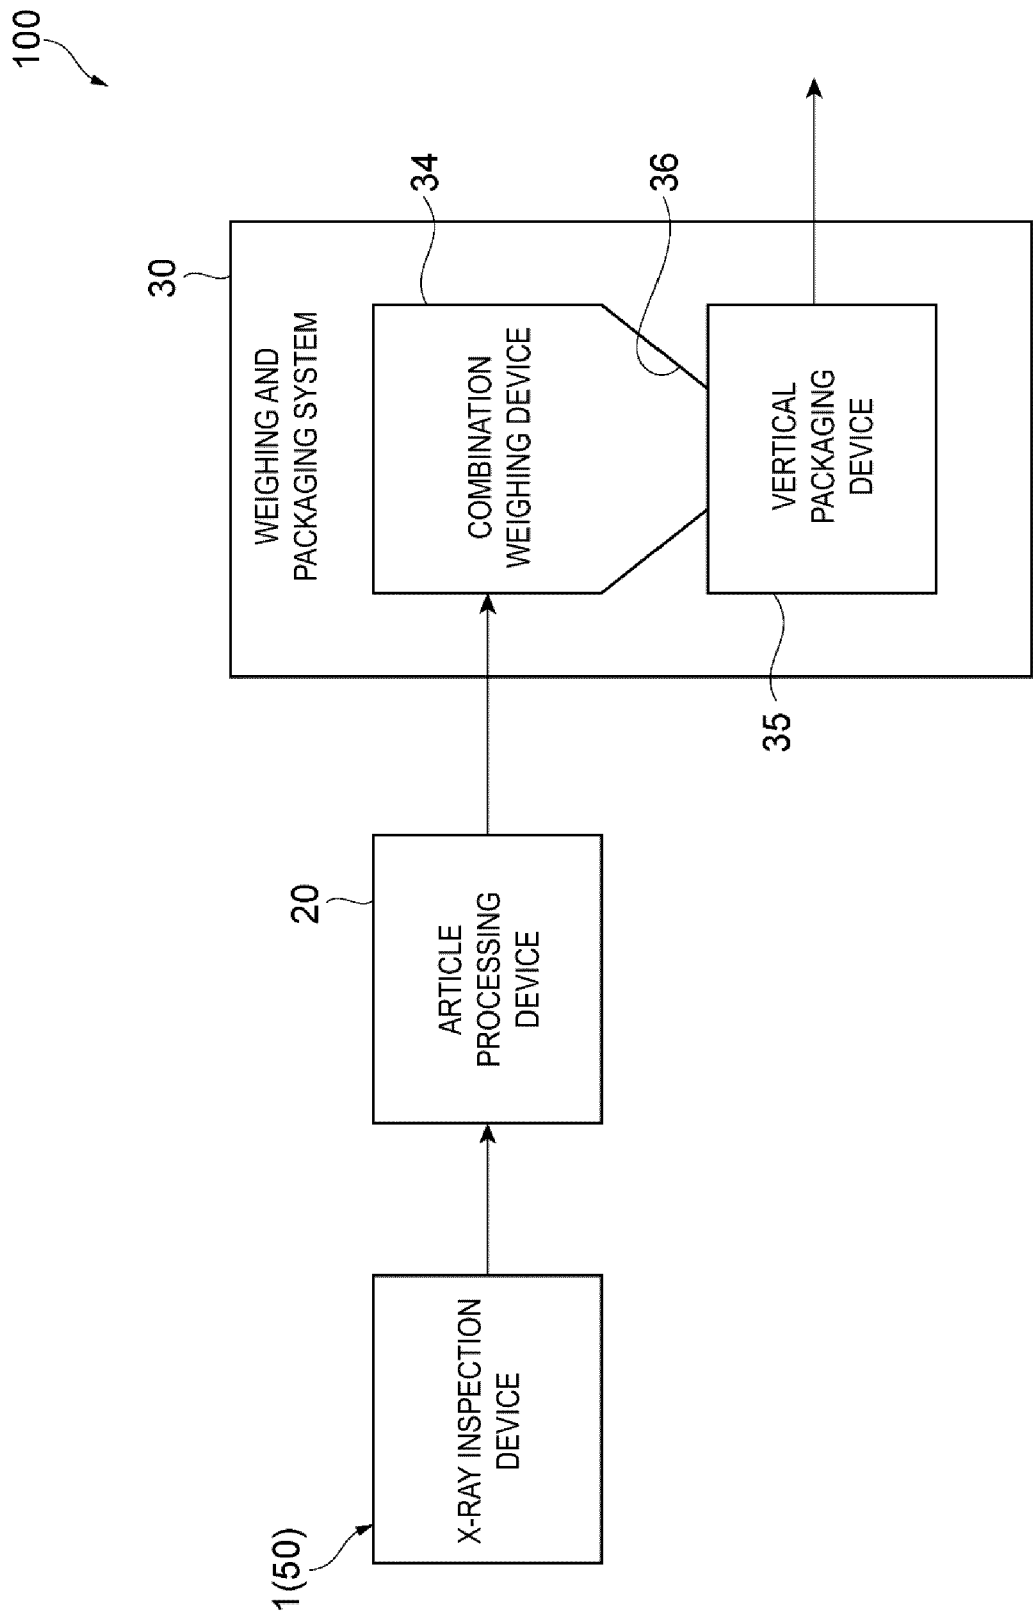 100
30
WEIGHING AND
PACKAGING SYSTEM
34
COMBINATION
WEIGHING DEVICE
36
VERTICAL
PACKAGING
DEVICE
35
20
ARTICLE
PROCESSING
DEVICE
1(50)
X-RAY INSPECTION
DEVICE